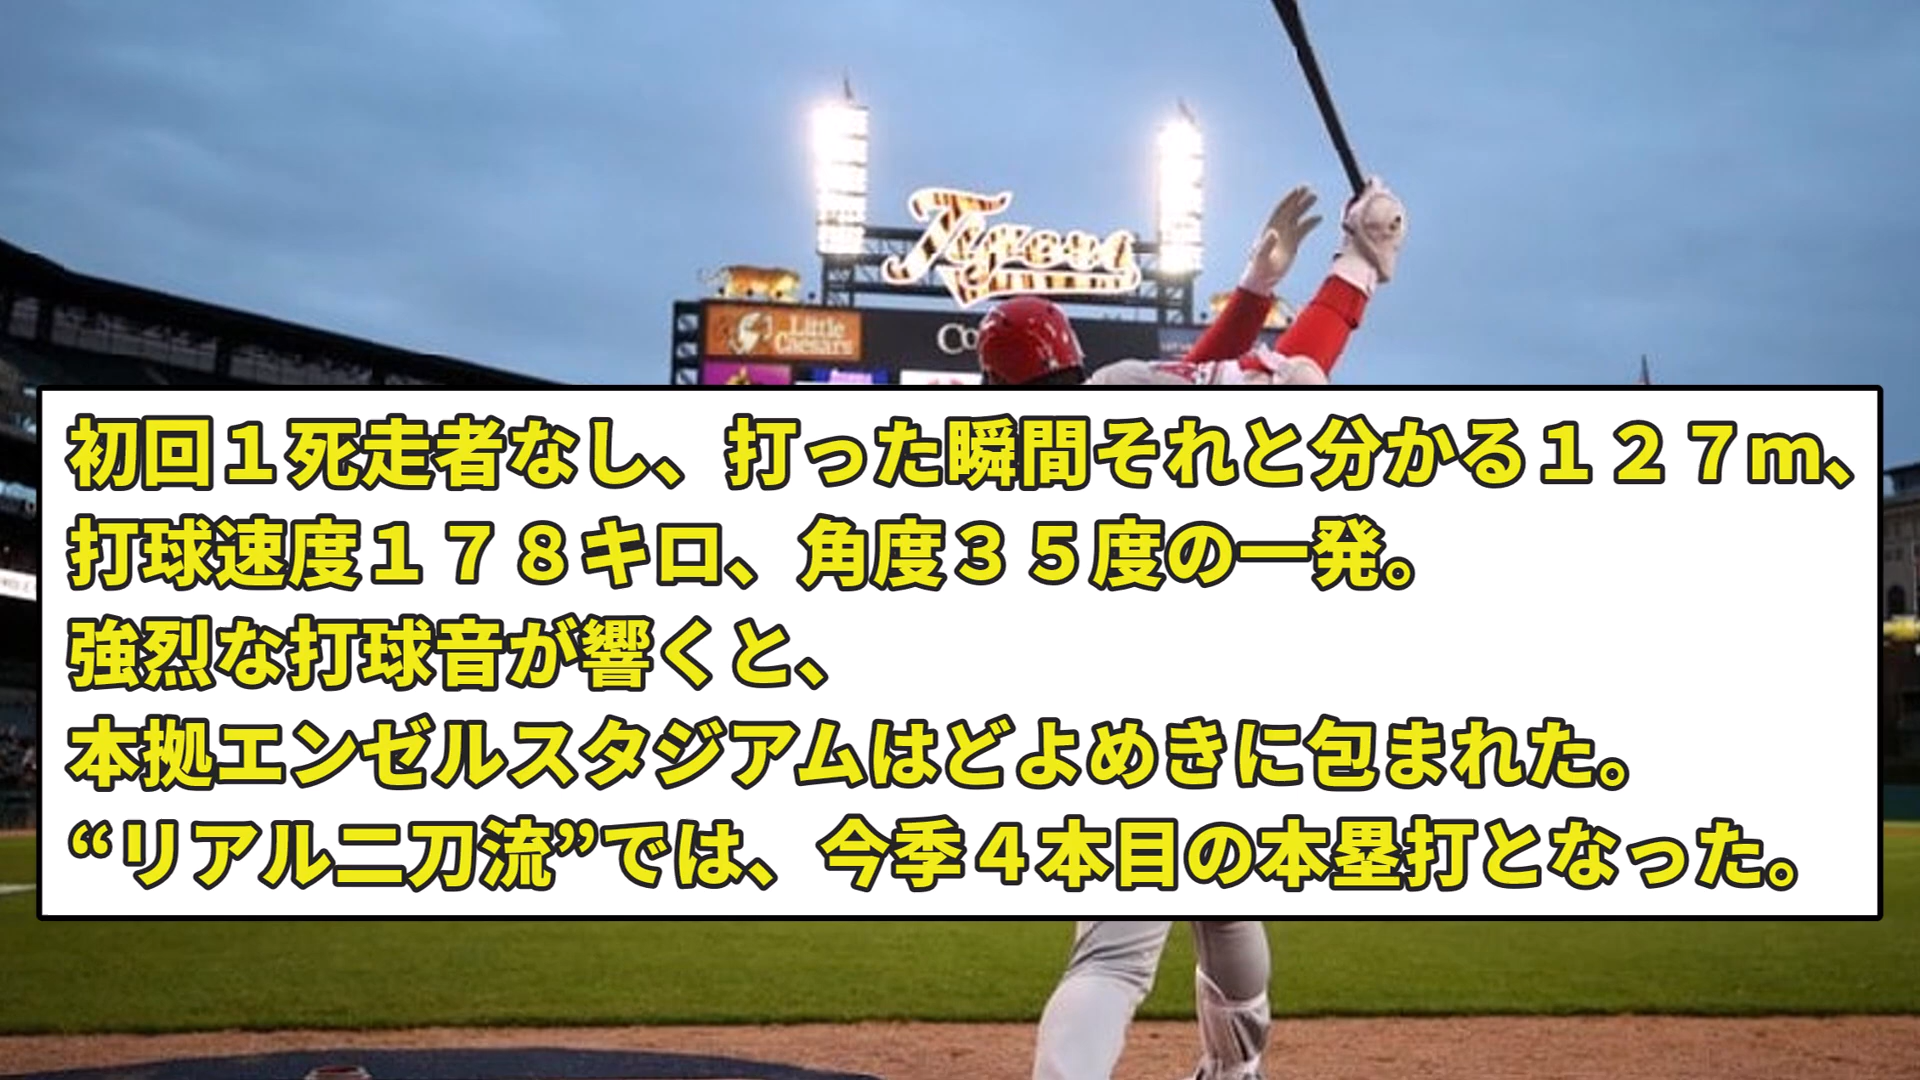 Tigers
Little
Caesars
Co
初回１死走者なし、打った瞬間それと分かる１２７ｍ、
打球速度１７８キロ、角度３５度の一発。
強烈な打球音が響くと、
本拠エンゼルスタジアムはどよめきに包まれた。
“リアル二刀流”では、今季４本目の本塁打となった。